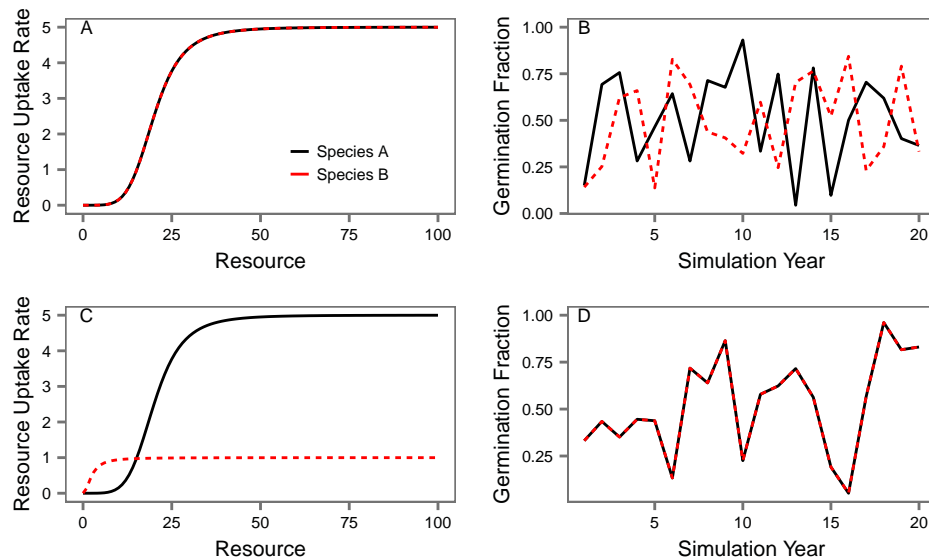 A
Resource Uptake Rate
5
4
3
2
1
0
Species A
Species B
0 25 50 75 100
Resource
B
Germination Fraction
1.00
0.75
0.50
0.25
0.00
5 10 15 20
Simulation Year
C
Resource Uptake Rate
5
4
3
2
1
0
0 25 50 75 100
Resource
D
Germination Fraction
1.00
0.75
0.50
0.25
5 10 15 20
Simulation Year